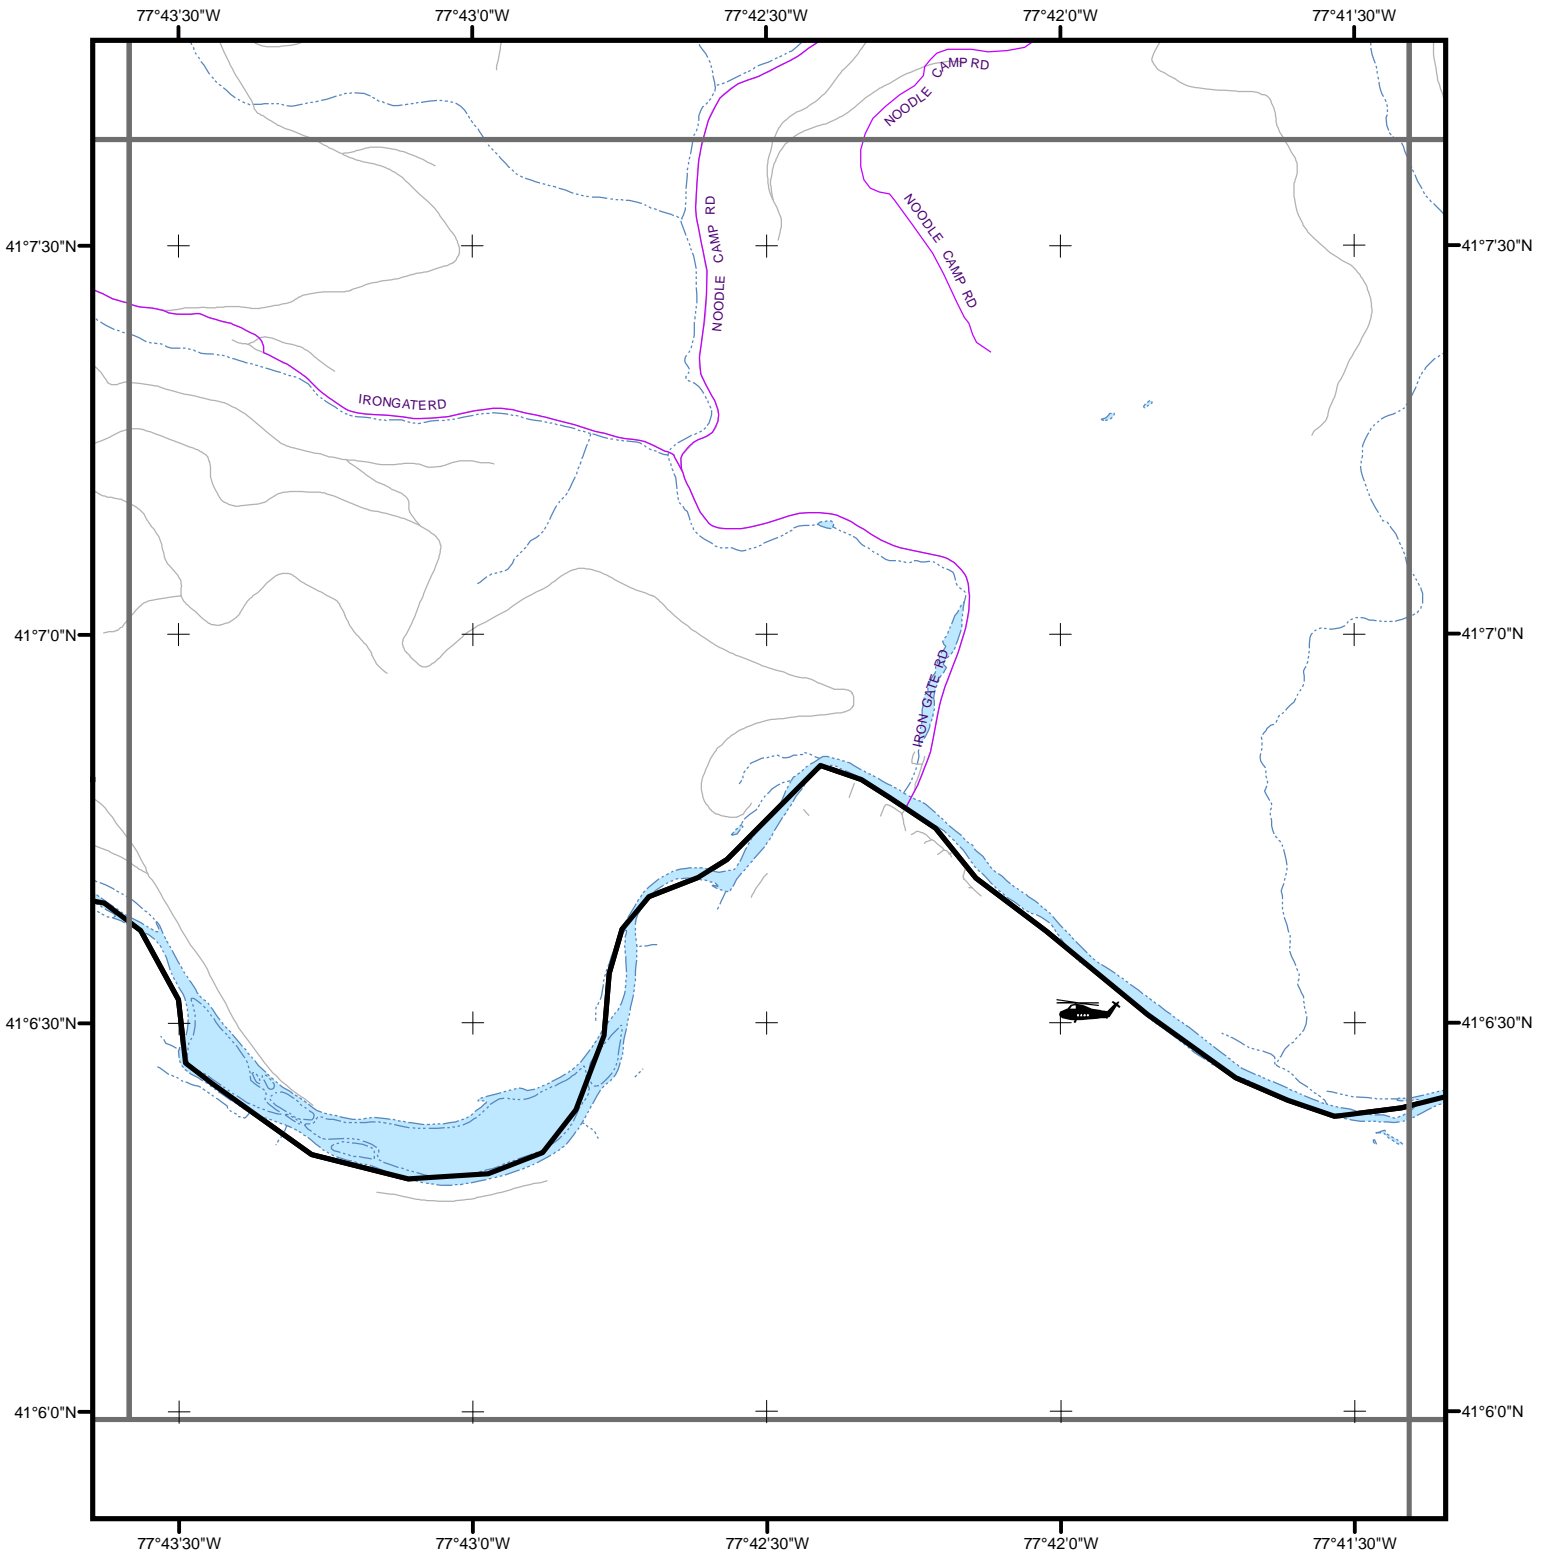 77°43'30"W 77°43'0"W 77°42'30"W 77°42'0"W 77°41'30"W
CAMP RD
NOODLE
NOODLE CAMP RD
NOODLE CAMP RD
41°7'30"N 41°7'30"N
IRONGATERD
41°7'0"N 41°7'0"N
IRON GATE RD
41°6'30"N 41°6'30"N
41°6'0"N 41°6'0"N
77°43'30"W 77°43'0"W 77°42'30"W 77°42'0"W 77°41'30"W